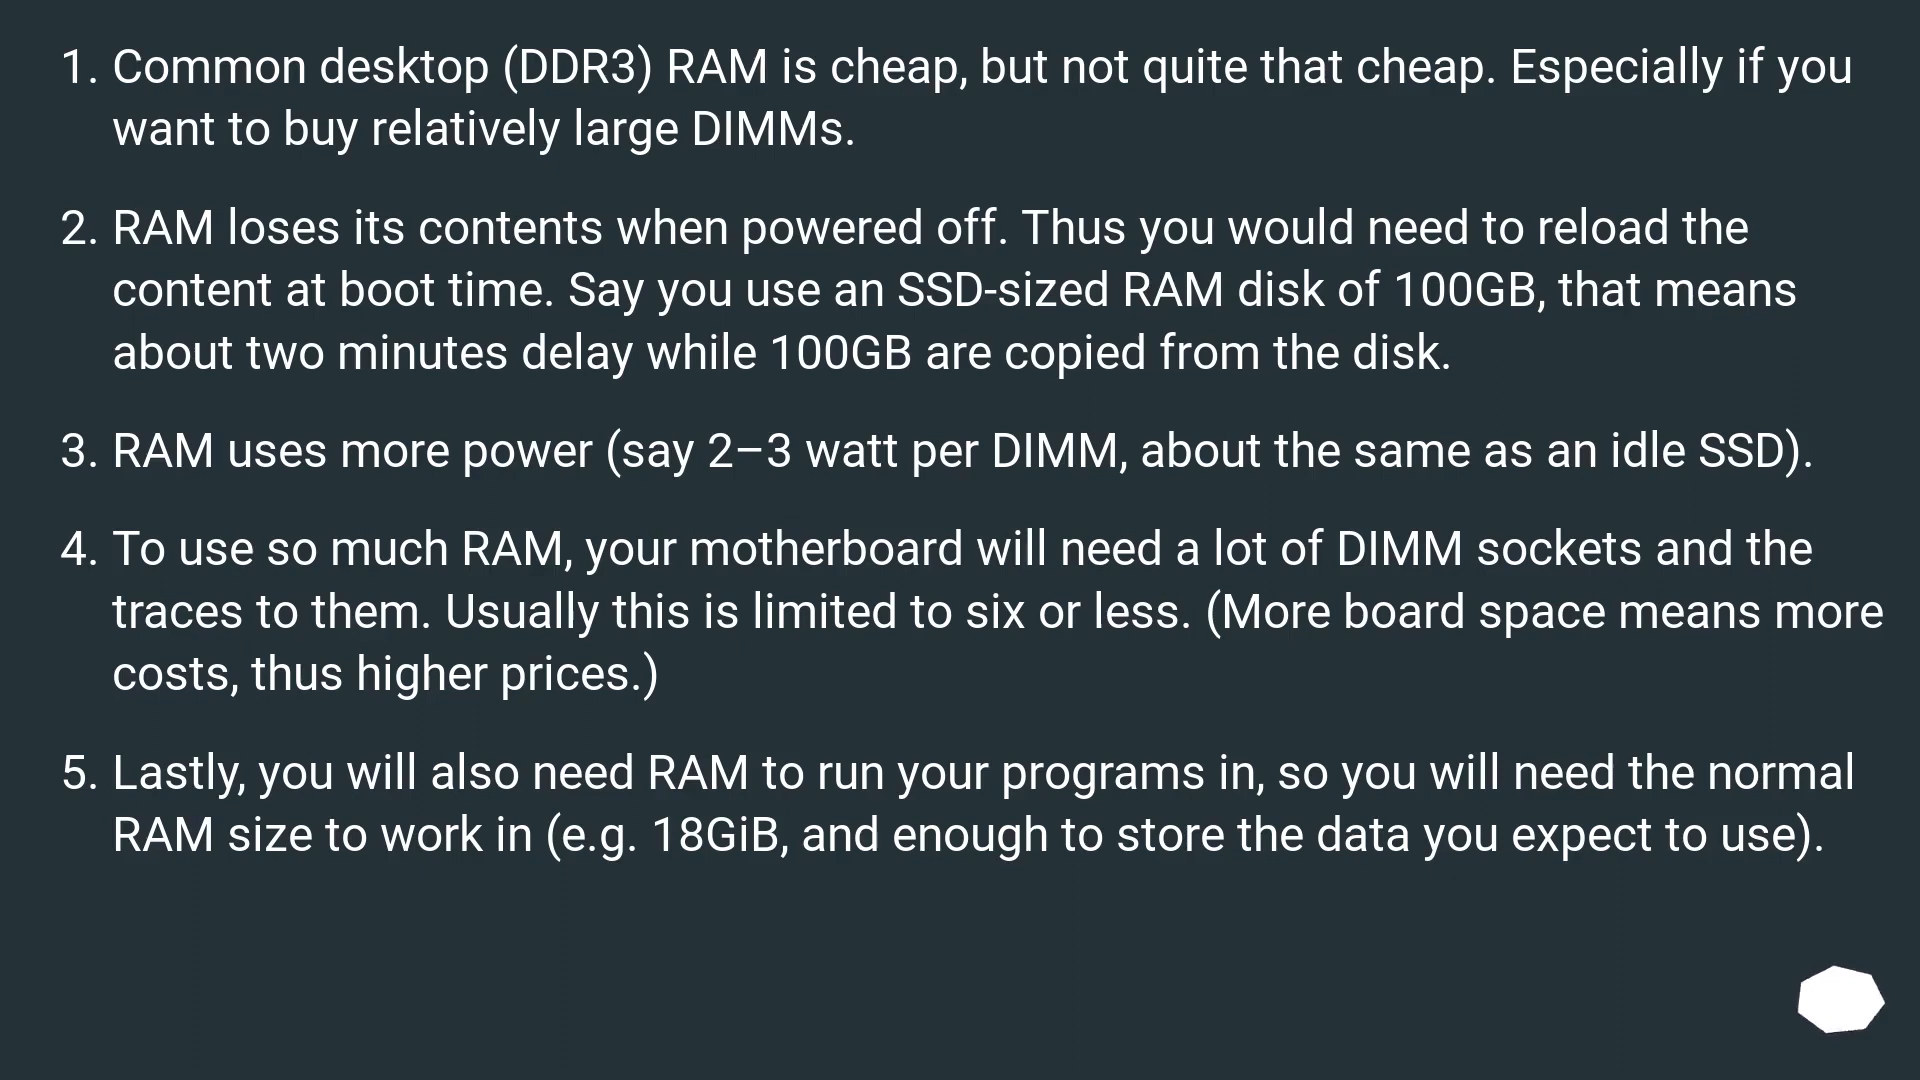 1. Common desktop (DDR3) RAM is cheap, but not quite that cheap. Especially if you
want to buy relatively large DIMMs.
2. RAM loses its contents when powered off. Thus you would need to reload the
content at boot time. Say you use an SSD-sized RAM disk of 100GB, that means
about two minutes delay while 100GB are copied from the disk.
3. RAM uses more power (say 2–3 watt per DIMM, about the same as an idle SSD).
4. To use so much RAM, your motherboard will need a lot of DIMM sockets and the
traces to them. Usually this is limited to six or less. (More board space means more
costs, thus higher prices.)
5. Lastly, you will also need RAM to run your programs in, so you will need the normal
RAM size to work in (e.g. 18GiB, and enough to store the data you expect to use).